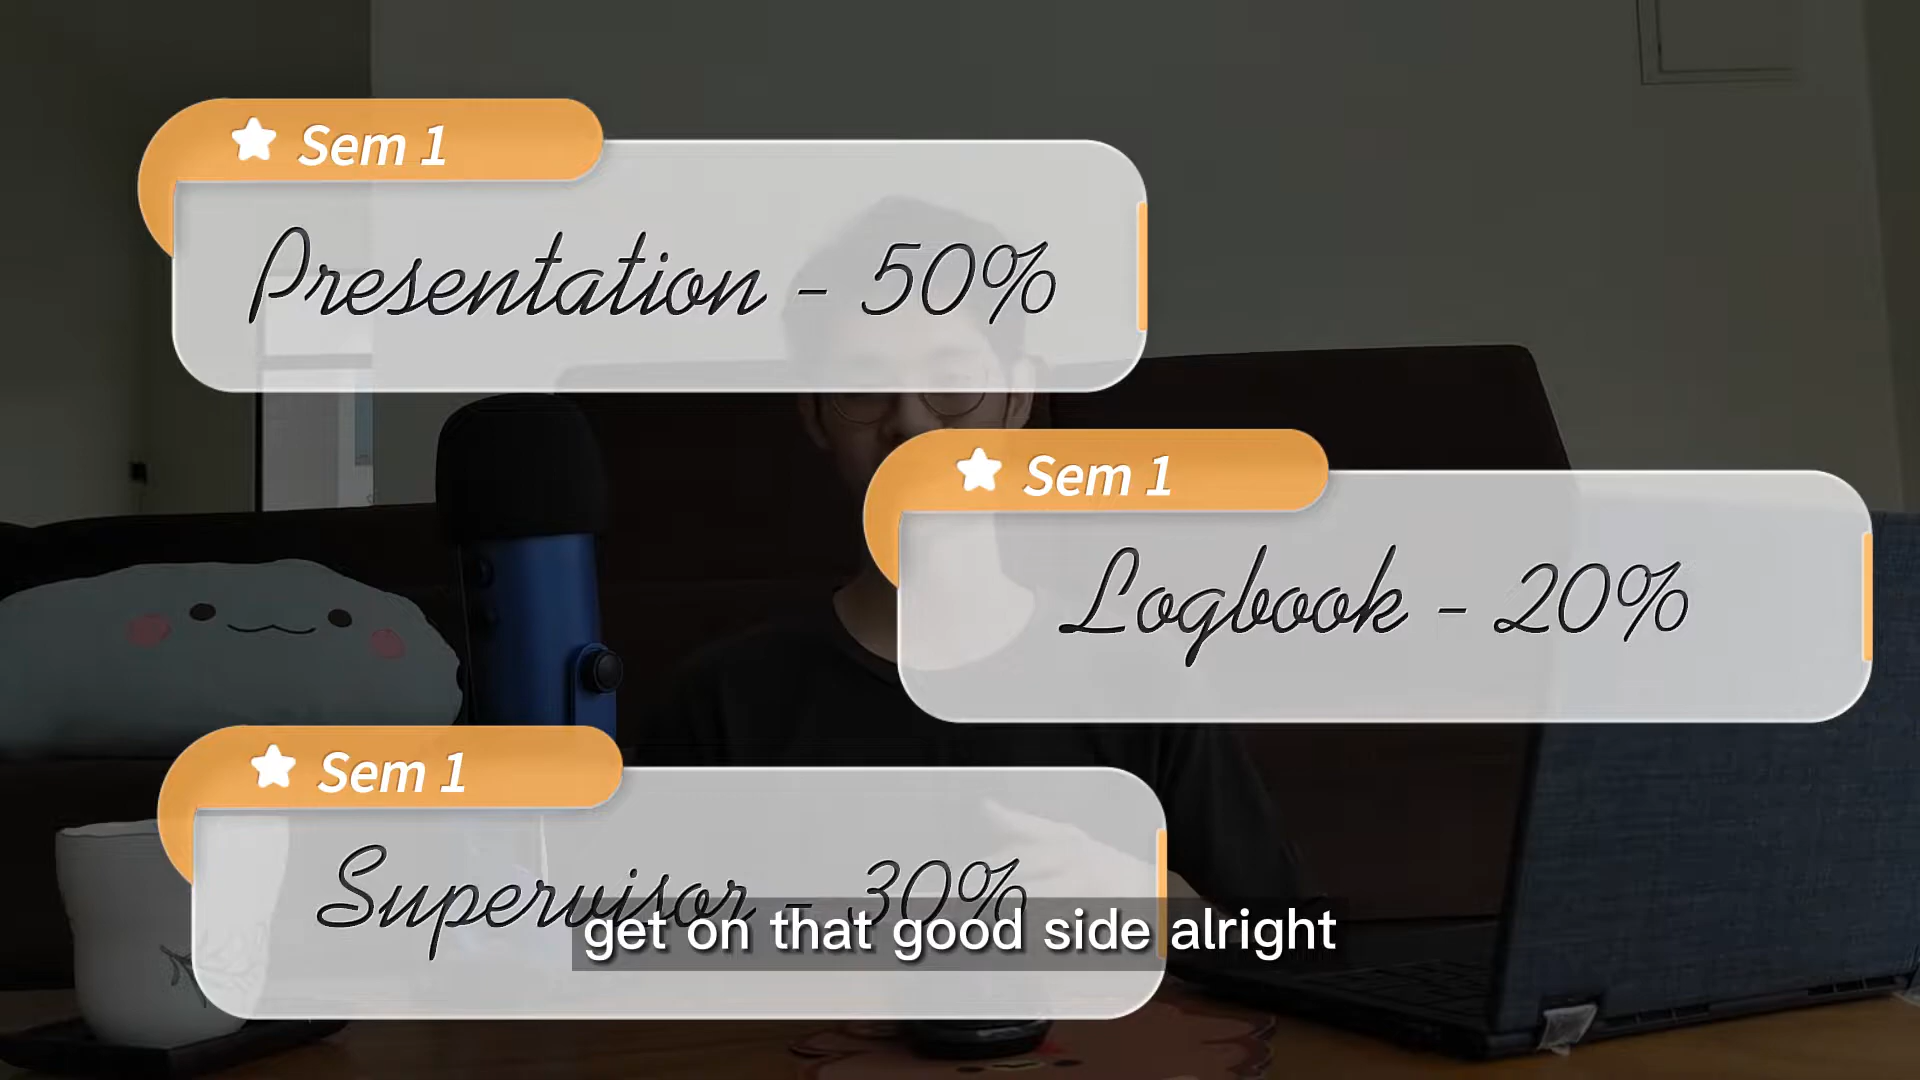 Sem 1
Presentation - 50%
Sem 1
Logbook - 20%
Sem 1
Supervisor - 30%
get on that good side alright